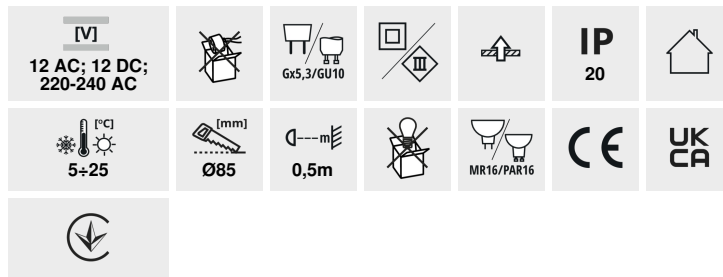 [V]
12 AC; 12 DC;
220-240 AC
Gx5,3/GU10
III
IP
20
[°C]
5÷25
[mm]
Ø85
m
0,5m
MR16/PAR16
CE
UK
CA